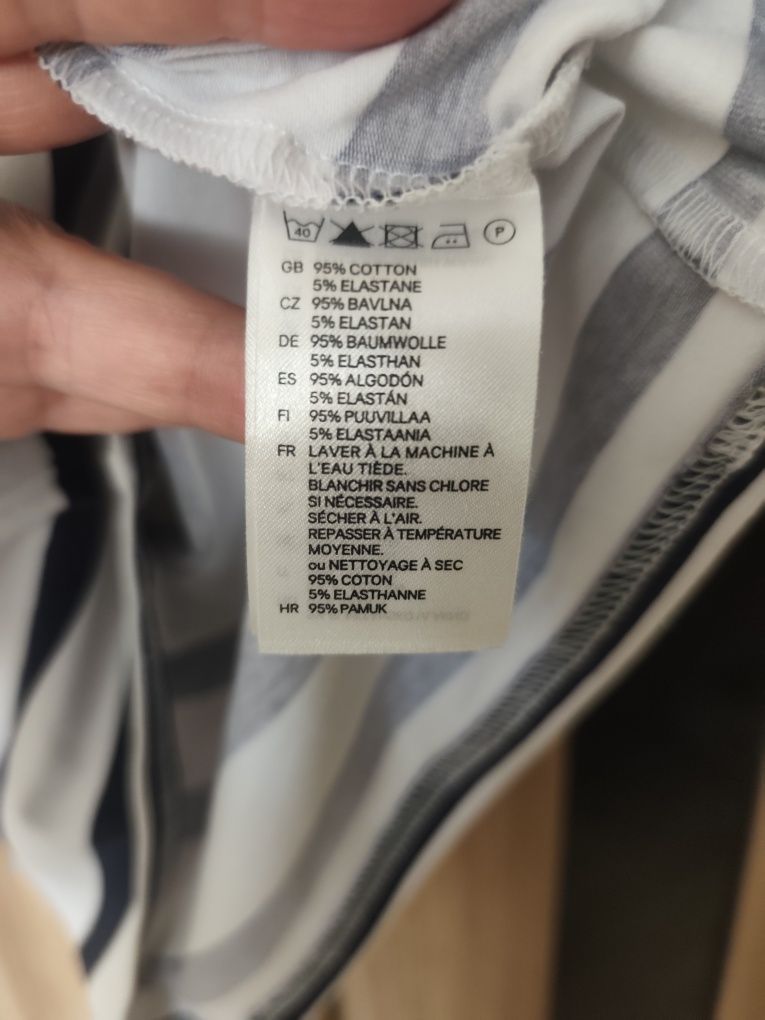 40 P
GB 95% COTTON
5% ELASTANE
CZ 95% BAVLNA
5% ELASTAN
DE 95% BAUMWOLLE
5% ELASTHAN
ES 95% ALGODÓN
5% ELASTÁN
FI 95% PUUVILLAA
5% ELASTAANIA
FR LAVER À LA MACHINE À
L'EAU TIÈDE.
BLANCHIR SANS CHLORE
SI NÉCESSAIRE.
SÉCHER À L'AIR.
REPASSER À TEMPÉRATURE
MOYENNE.
ou NETTOYAGE À SEC
95% COTON
5% ELASTHANNE
HR 95% PAMUK